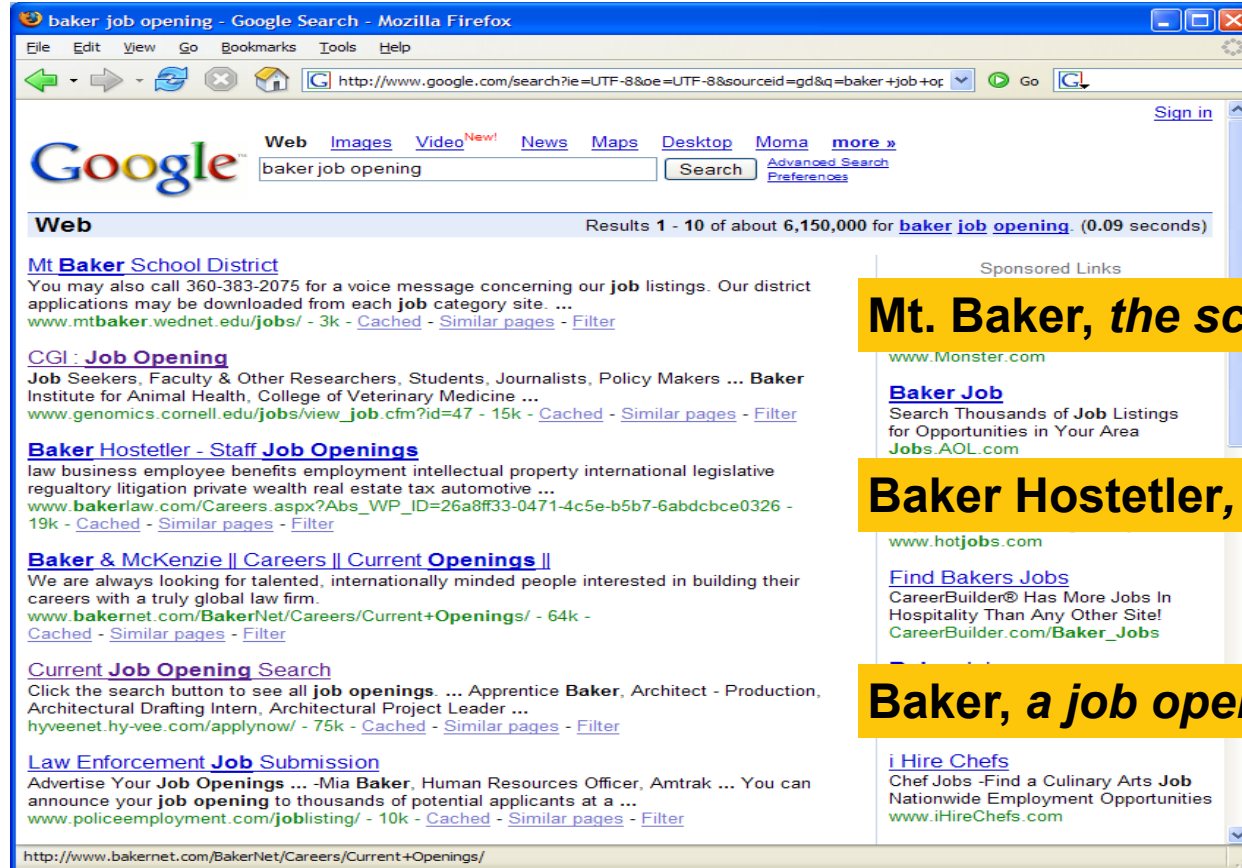 baker job opening - Google Search - Mozilla Firefox
File Edit View Go Bookmarks Tools Help
http://www.google.com/search?ie=UTF-8&oe=UTF-8&sourceid=gd&q=baker+job+op Go
Sign in
Google™ Web Images Video New! News Maps Desktop Moma more »
baker job opening Search Advanced Search
Preferences
Web Results 1 - 10 of about 6,150,000 for baker job opening. (0.09 seconds)
Mt Baker School District
You may also call 360-383-2075 for a voice message concerning our job listings. Our district
applications may be downloaded from each job category site. ...
www.mtbaker.wednet.edu/jobs/ - 3k - Cached - Similar pages - Filter
CGI : Job Opening
Job Seekers, Faculty & Other Researchers, Students, Journalists, Policy Makers ... Baker
Institute for Animal Health, College of Veterinary Medicine ...
www.genomics.cornell.edu/jobs/view_job.cfm?id=47 - 15k - Cached - Similar pages - Filter
Baker Hostetler - Staff Job Openings
law business employee benefits employment intellectual property international legislative
regualtory litigation private wealth real estate tax automotive ...
www.bakerlaw.com/Careers.aspx?Abs_WP_ID=26a8ff33-0471-4c5e-b5b7-6abdcbce0326 -
19k - Cached - Similar pages - Filter
Baker & McKenzie || Careers || Current Openings ||
We are always looking for talented, internationally minded people interested in building their
careers with a truly global law firm.
www.bakernet.com/BakerNet/Careers/Current+Openings/ - 64k -
Cached - Similar pages - Filter
Current Job Opening Search
Click the search button to see all job openings. ... Apprentice Baker, Architect - Production,
Architectural Drafting Intern, Architectural Project Leader ...
hyveenet.hy-vee.com/applynow/ - 75k - Cached - Similar pages - Filter
Law Enforcement Job Submission
Advertise Your Job Openings ... -Mia Baker, Human Resources Officer, Amtrak ... You can
announce your job opening to thousands of potential applicants at a ...
www.policeemployment.com/joblisting/ - 10k - Cached - Similar pages - Filter
Sponsored Links
Mt. Baker, the sc
www.Monster.com
Baker Job
Search Thousands of Job Listings
for Opportunities in Your Area
Jobs.AOL.com
Baker Hostetler,
www.hotjobs.com
Find Bakers Jobs
CareerBuilder® Has More Jobs In
Hospitality Than Any Other Site!
CareerBuilder.com/Baker_Jobs
Baker, a job ope
i Hire Chefs
Chef Jobs -Find a Culinary Arts Job
Nationwide Employment Opportunities
www.iHireChefs.com
http://www.bakernet.com/BakerNet/Careers/Current+Openings/